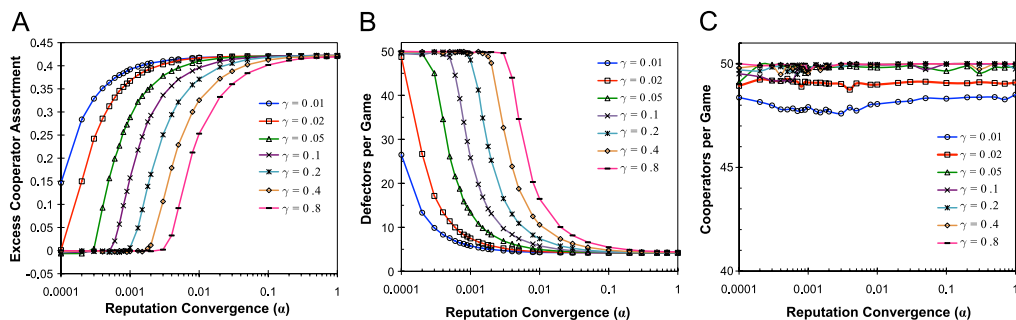 A
Excess Cooperator Assortment
0.45
0.4
0.35
0.3
0.25
0.2
0.15
0.1
0.05
0
-0.05
0.0001 0.001 0.01 0.1 1
Reputation Convergence (α)
γ = 0.01
γ = 0.02
γ = 0.05
γ = 0.1
γ = 0.2
γ = 0.4
γ = 0.8
B
Defectors per Game
50
40
30
20
10
0
0.0001 0.001 0.01 0.1 1
Reputation Convergence (α)
γ = 0.01
γ = 0.02
γ = 0.05
γ = 0.1
γ = 0.2
γ = 0.4
γ = 0.8
C
Cooperators per Game
50
45
40
0.0001 0.001 0.01 0.1 1
Reputation Convergence (α)
γ = 0.01
γ = 0.02
γ = 0.05
γ = 0.1
γ = 0.2
γ = 0.4
γ = 0.8